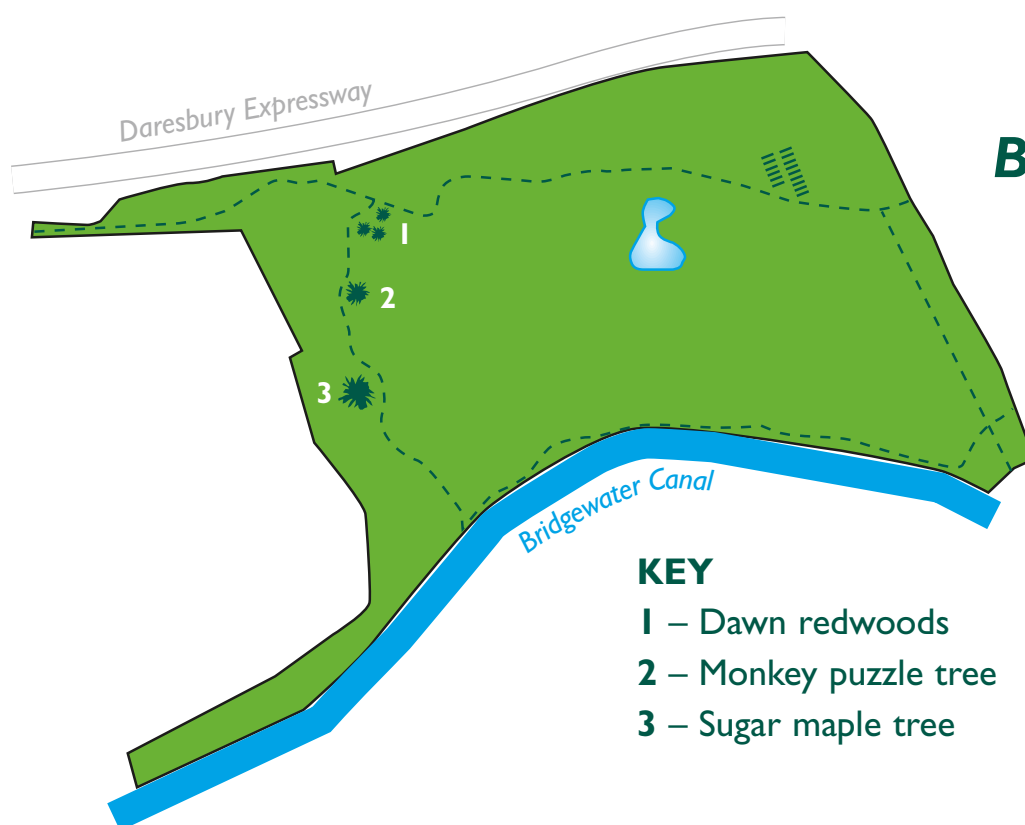 Daresbury Expressway
B
1
2
3
Bridgewater Canal
KEY
1 – Dawn redwoods
2 – Monkey puzzle tree
3 – Sugar maple tree